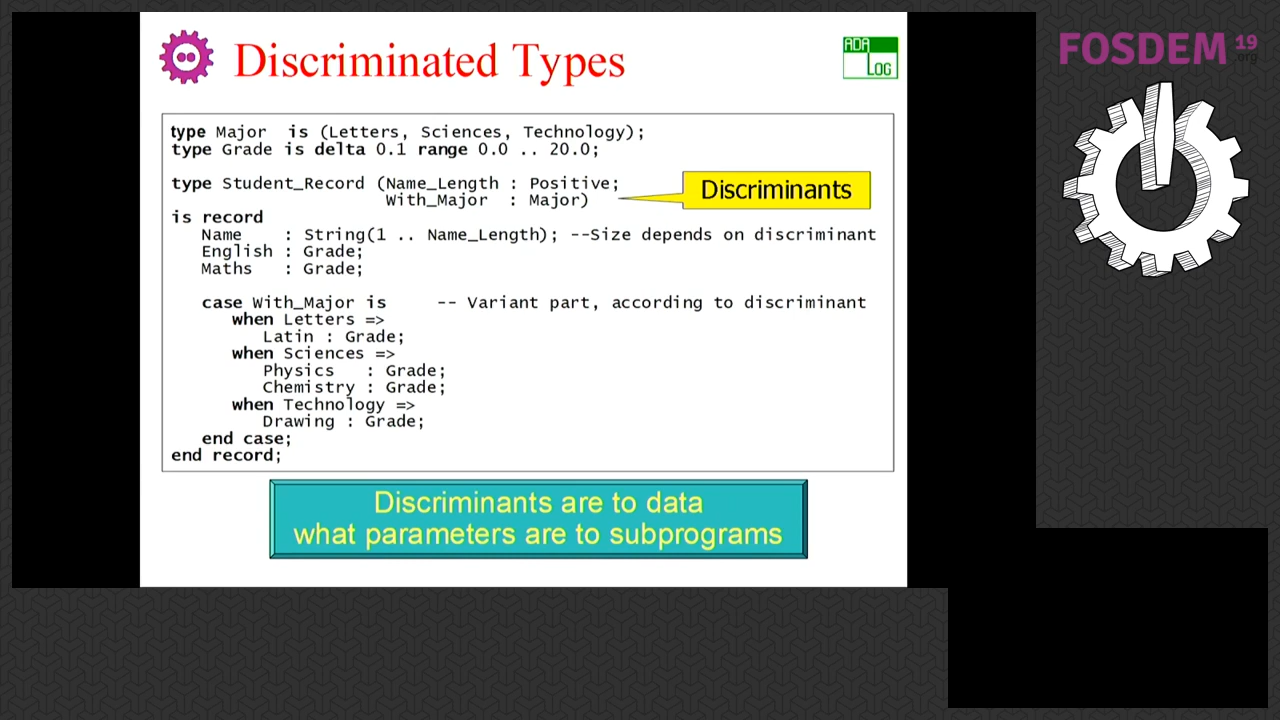 Discriminated Types
ADA
LOG
FOSDEM 19
.org
type Major  is (Letters, Sciences, Technology);
type Grade is delta 0.1 range 0.0 .. 20.0;
type Student_Record (Name_Length : Positive;
With_Major  : Major)
Discriminants
is record
Name    : String(1 .. Name_Length); --Size depends on discriminant
English : Grade;
Maths   : Grade;
case With_Major is     -- Variant part, according to discriminant
when Letters =>
Latin : Grade;
when Sciences =>
Physics   : Grade;
Chemistry : Grade;
when Technology =>
Drawing : Grade;
end case;
end record;
Discriminants are to data
what parameters are to subprograms